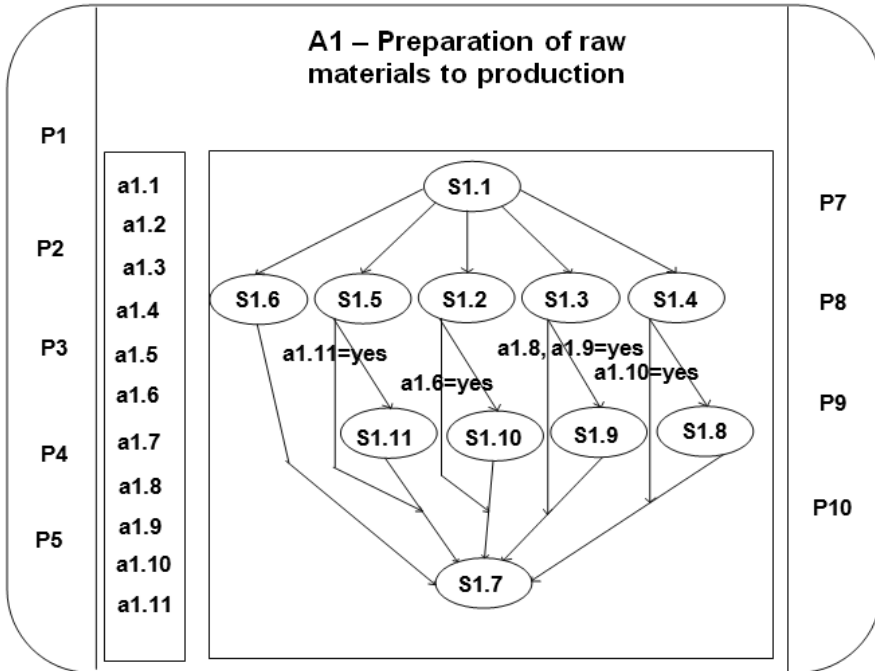 A1 – Preparation of raw
materials to production
P1
P2
P3
P4
P5
a1.1
a1.2
a1.3
a1.4
a1.5
a1.6
a1.7
a1.8
a1.9
a1.10
a1.11
S1.1
S1.6
S1.5
S1.2
S1.3
S1.4
a1.11=yes
a1.6=yes
a1.8, a1.9=yes
a1.10=yes
S1.11
S1.10
S1.9
S1.8
S1.7
P7
P8
P9
P10